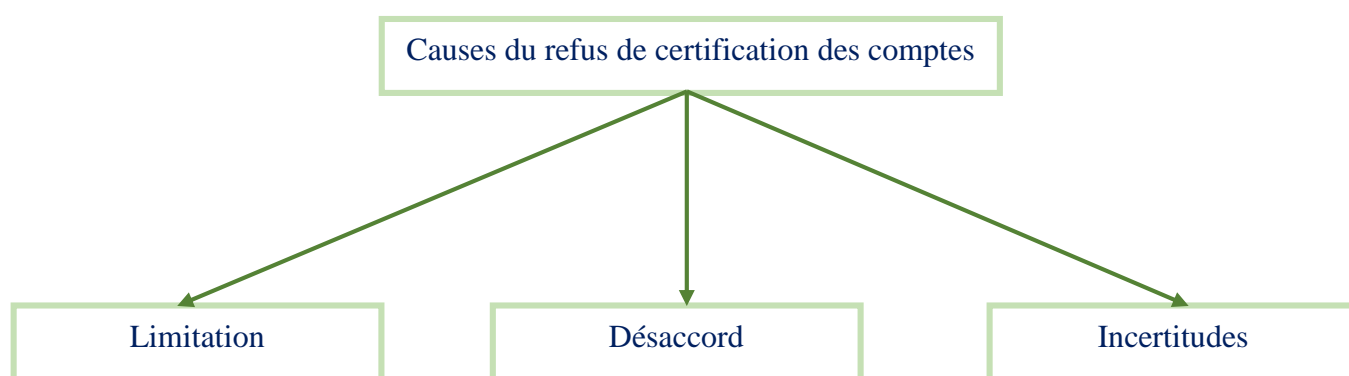 Causes du refus de certification des comptes
Limitation
Désaccord
Incertitudes